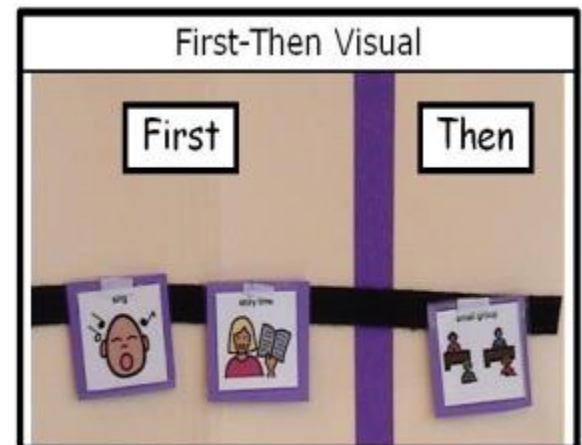 First-Then Visual
First
Then
sing
story time
small group